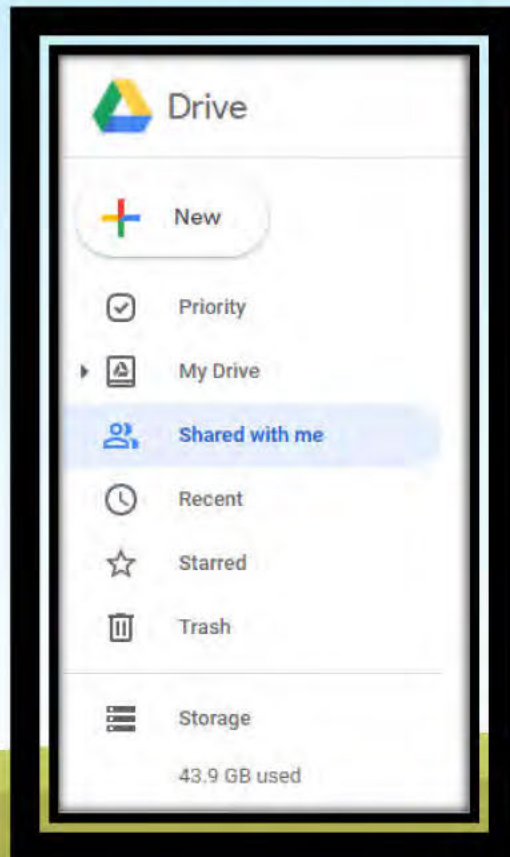 Drive
New
Priority
My Drive
Shared with me
Recent
Starred
Trash
Storage
43.9 GB used